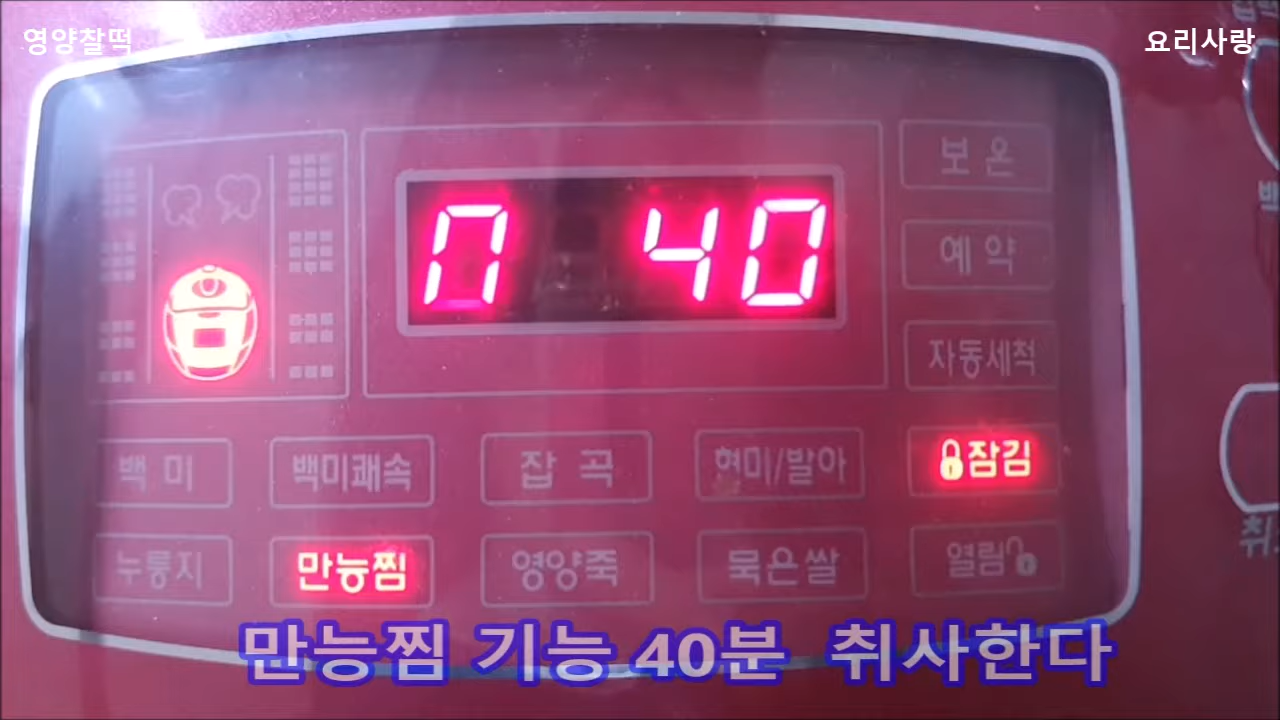 영양찰떡
요리사랑
보온
0 40
예약
자동세척
백미
백미쾌속
잡곡
현미/발아
잠김
누룽지
만능찜
영양죽
묵은쌀
열림
만능찜 기능 40분 취사한다